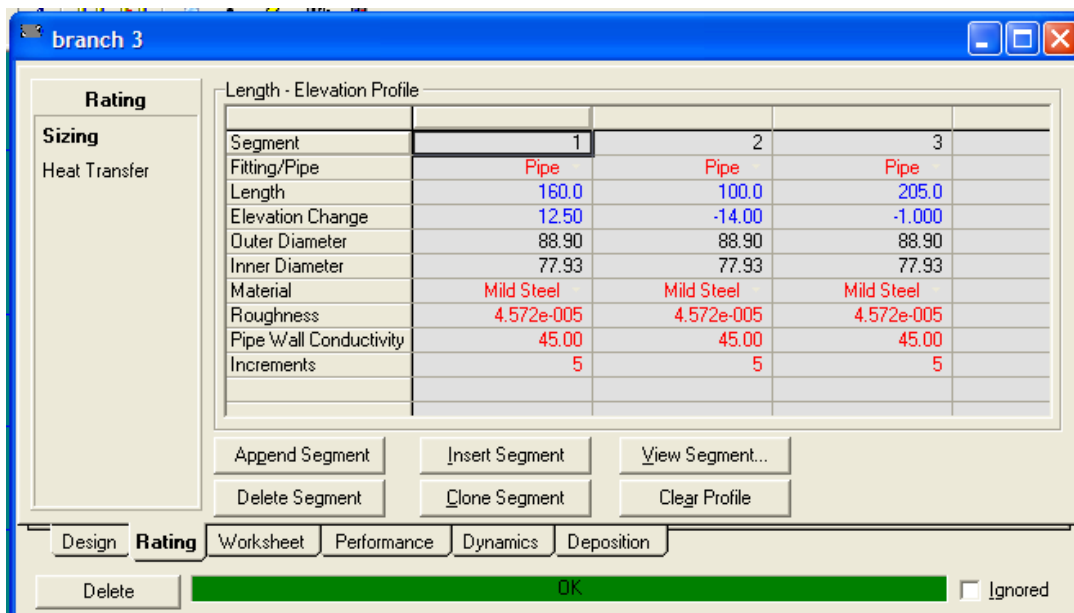 branch 3
Rating
Sizing
Heat Transfer
Length - Elevation Profile
Segment 1 2 3
Fitting/Pipe Pipe Pipe Pipe
Length 160.0 100.0 205.0
Elevation Change 12.50 -14.00 -1.000
Outer Diameter 88.90 88.90 88.90
Inner Diameter 77.93 77.93 77.93
Material Mild Steel Mild Steel Mild Steel
Roughness 4.572e-005 4.572e-005 4.572e-005
Pipe Wall Conductivity 45.00 45.00 45.00
Increments 5 5 5
Append Segment Insert Segment View Segment...
Delete Segment Clone Segment Clear Profile
Design Rating Worksheet Performance Dynamics Deposition
Delete OK Ignored